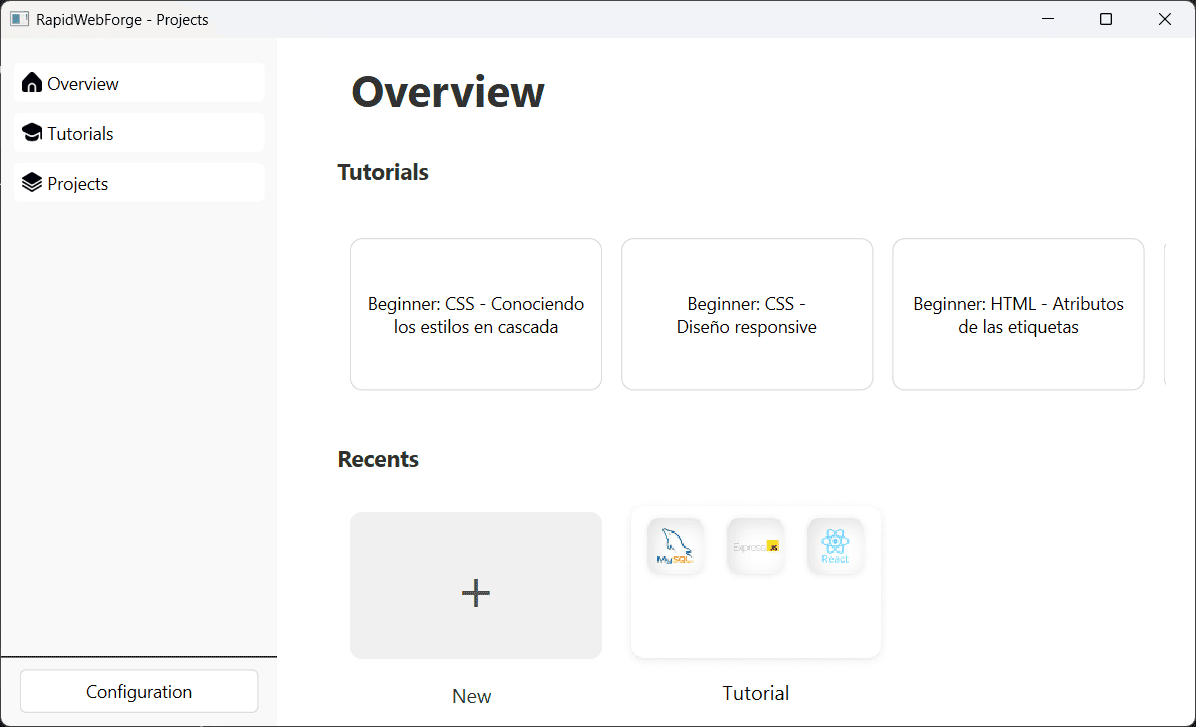 RapidWebForge - Projects
Overview
Tutorials
Projects
Configuration
Overview
Tutorials
Beginner: CSS - Conociendo
los estilos en cascada
Beginner: CSS -
Diseño responsive
Beginner: HTML - Atributos
de las etiquetas
Recents
New
MySQL
Express JS
React
Tutorial